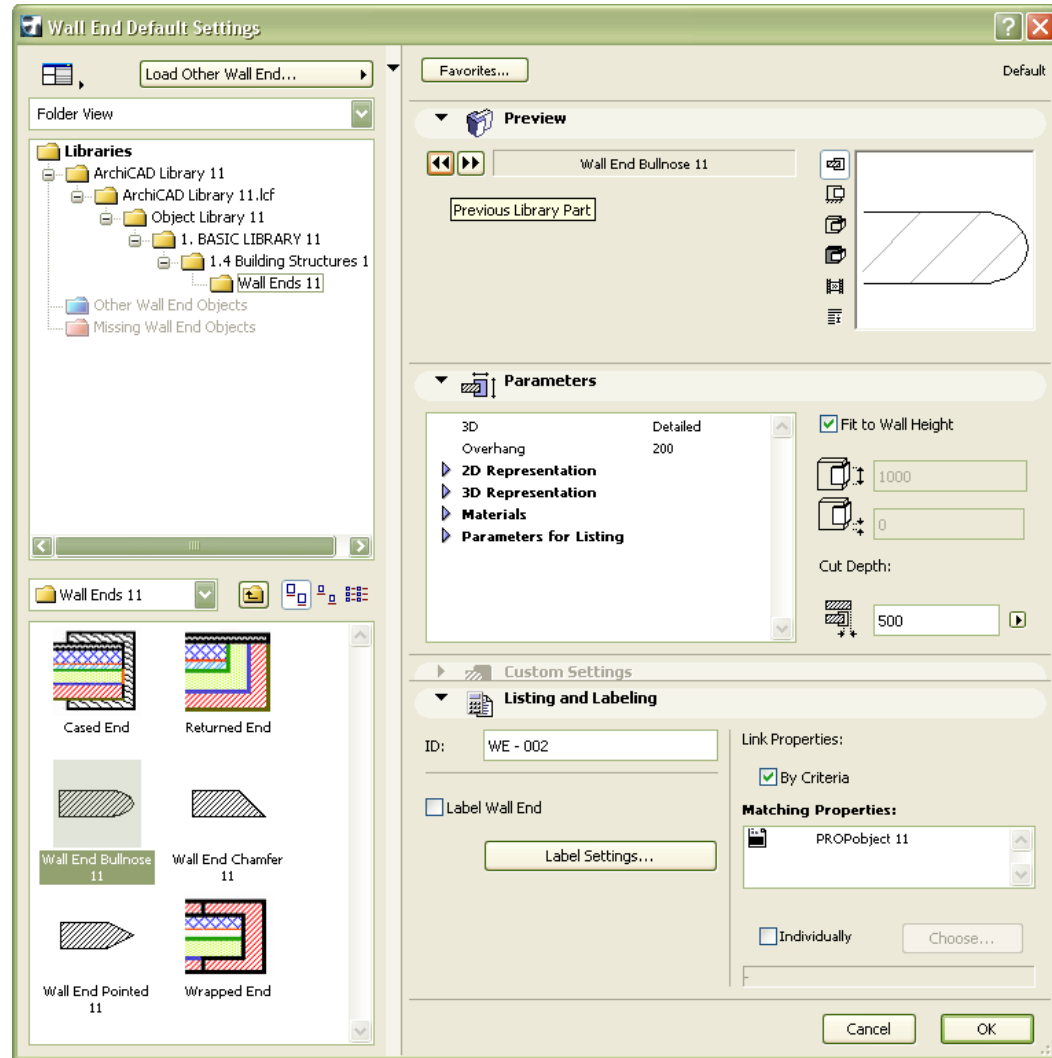 Wall End Default Settings
Load Other Wall End...
Folder View
Libraries
ArchiCAD Library 11
ArchiCAD Library 11.lcf
Object Library 11
1. BASIC LIBRARY 11
1.4 Building Structures 1
Wall Ends 11
Other Wall End Objects
Missing Wall End Objects
Wall Ends 11
Cased End
Returned End
Wall End Bullnose
11
Wall End Chamfer
11
Wall End Pointed
11
Wrapped End
Favorites...
Default
Preview
Wall End Bullnose 11
Previous Library Part
Parameters
3D Detailed
Overhang 200
2D Representation
3D Representation
Materials
Parameters for Listing
Fit to Wall Height
1000
0
Cut Depth:
500
Custom Settings
Listing and Labeling
ID: WE - 002
Label Wall End
Label Settings...
Link Properties:
By Criteria
Matching Properties:
PROPobject 11
Individually
Choose...
-
Cancel
OK